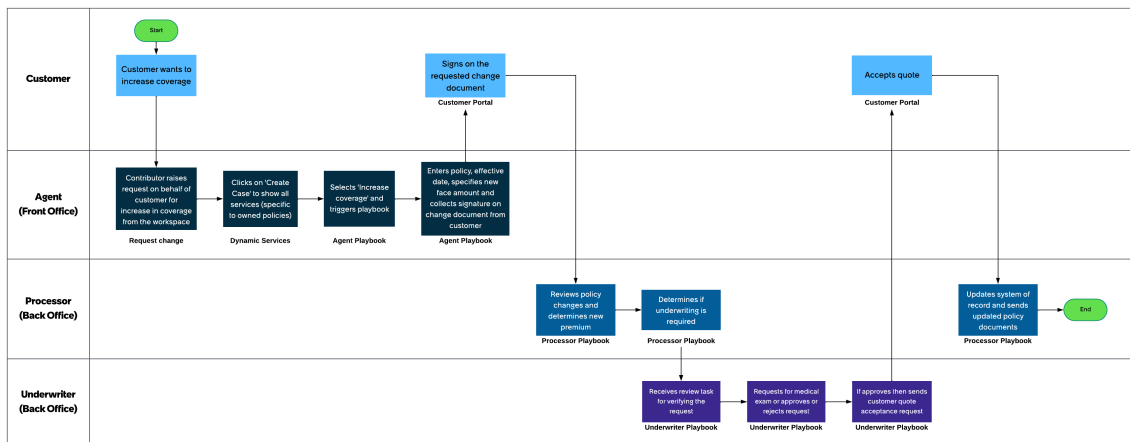 Start
Customer
Customer wants to
increase coverage
Signs on the
requested change
document
Customer Portal
Accepts quote
Customer Portal
Agent
(Front Office)
Contributor raises
request on behalf of
customer for
increase in coverage
from the workspace
Request change
Clicks on 'Create
Case' to show all
services (specific
to owned policies)
Dynamic Services
Selects 'Increase
coverage' and
triggers playbook
Agent Playbook
Enters policy, effective
date, specifies new
face amount and
collects signature on
change document from
customer
Agent Playbook
Processor
(Back Office)
Reviews policy
changes and
determines new
premium
Processor Playbook
Determines if
underwriting is
required
Processor Playbook
Updates system of
record and sends
updated policy
documents
Processor Playbook
End
Underwriter
(Back Office)
Receives review task
for verifying the
request
Underwriter Playbook
Requests for medical
exam or approves or
rejects request
Underwriter Playbook
If approves then sends
customer quote
acceptance request
Underwriter Playbook